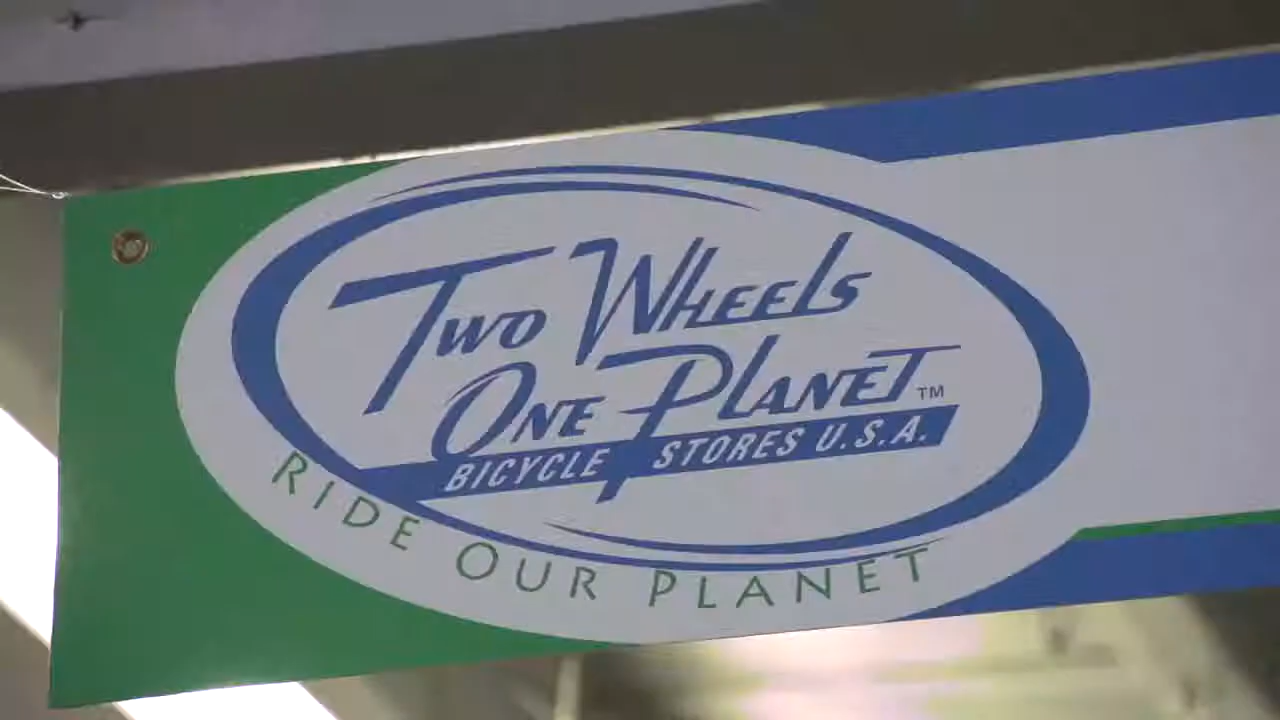 Two Wheels
One Planet™
BICYCLE STORES U.S.A.
RIDE OUR PLANET